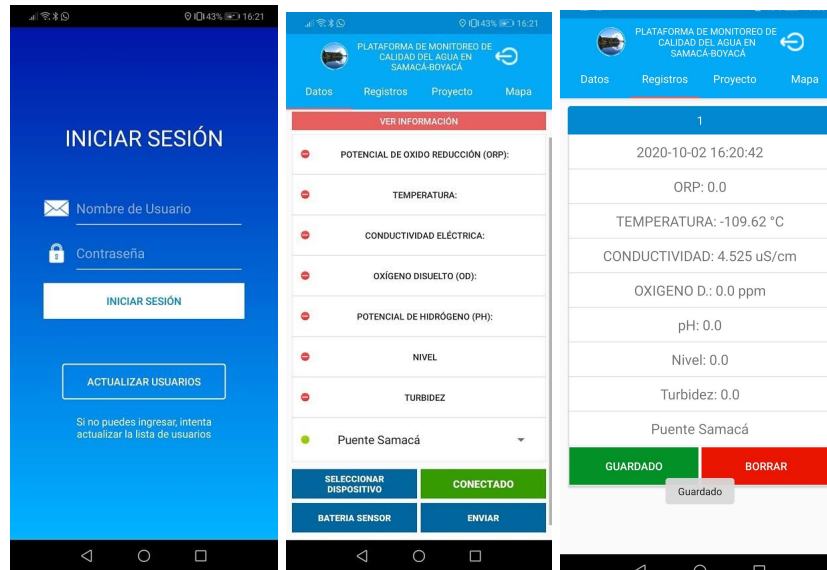 43% 16:21
INICIAR SESIÓN
Nombre de Usuario
Contraseña
INICIAR SESIÓN
ACTUALIZAR USUARIOS
Si no puedes ingresar, intenta
actualizar la lista de usuarios
43% 16:21
PLATAFORMA DE MONITOREO DE
CALIDAD DEL AGUA EN
SAMACÁ-BOYACÁ
Datos Registros Proyecto Mapa
VER INFORMACIÓN
POTENCIAL DE OXIDO REDUCCIÓN (ORP):
TEMPERATURA:
CONDUCTIVIDAD ELÉCTRICA:
OXÍGENO DISUELTO (OD):
POTENCIAL DE HIDRÓGENO (PH):
NIVEL
TURBIDEZ
Puente Samacá
SELECCIONAR
DISPOSITIVO
CONECTADO
BATERIA SENSOR
ENVIAR
PLATAFORMA DE MONITOREO DE
CALIDAD DEL AGUA EN
SAMACÁ-BOYACÁ
Datos Registros Proyecto Mapa
1
2020-10-02 16:20:42
ORP: 0.0
TEMPERATURA: -109.62 °C
CONDUCTIVIDAD: 4.525 uS/cm
OXIGENO D.: 0.0 ppm
pH: 0.0
Nivel: 0.0
Turbidez: 0.0
Puente Samacá
GUARDADO
BORRAR
Guardado